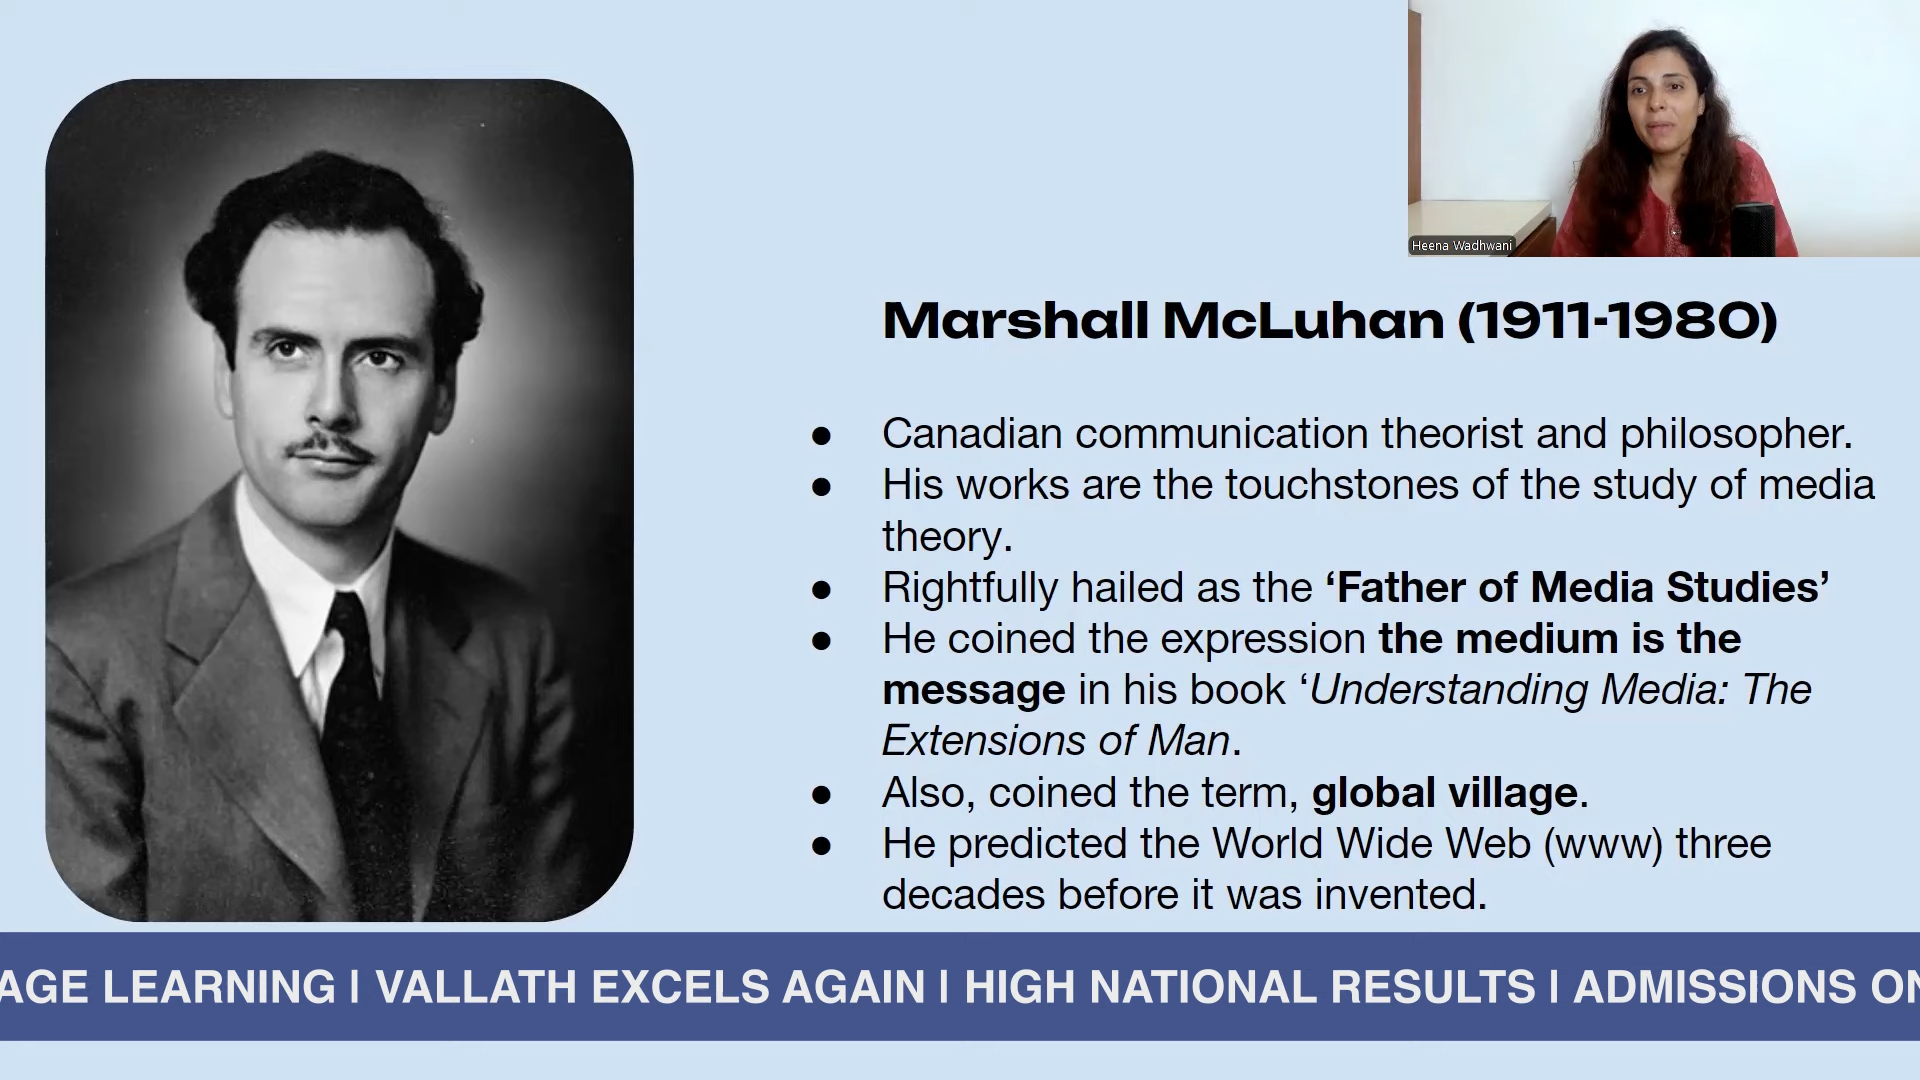 Heena Wadhwani
Marshall McLuhan (1911-1980)
● Canadian communication theorist and philosopher.
● His works are the touchstones of the study of media
theory.
● Rightfully hailed as the ‘Father of Media Studies’
● He coined the expression the medium is the
message in his book ‘Understanding Media: The
Extensions of Man.
● Also, coined the term, global village.
● He predicted the World Wide Web (www) three
decades before it was invented.
AGE LEARNING | VALLATH EXCELS AGAIN | HIGH NATIONAL RESULTS | ADMISSIONS ON